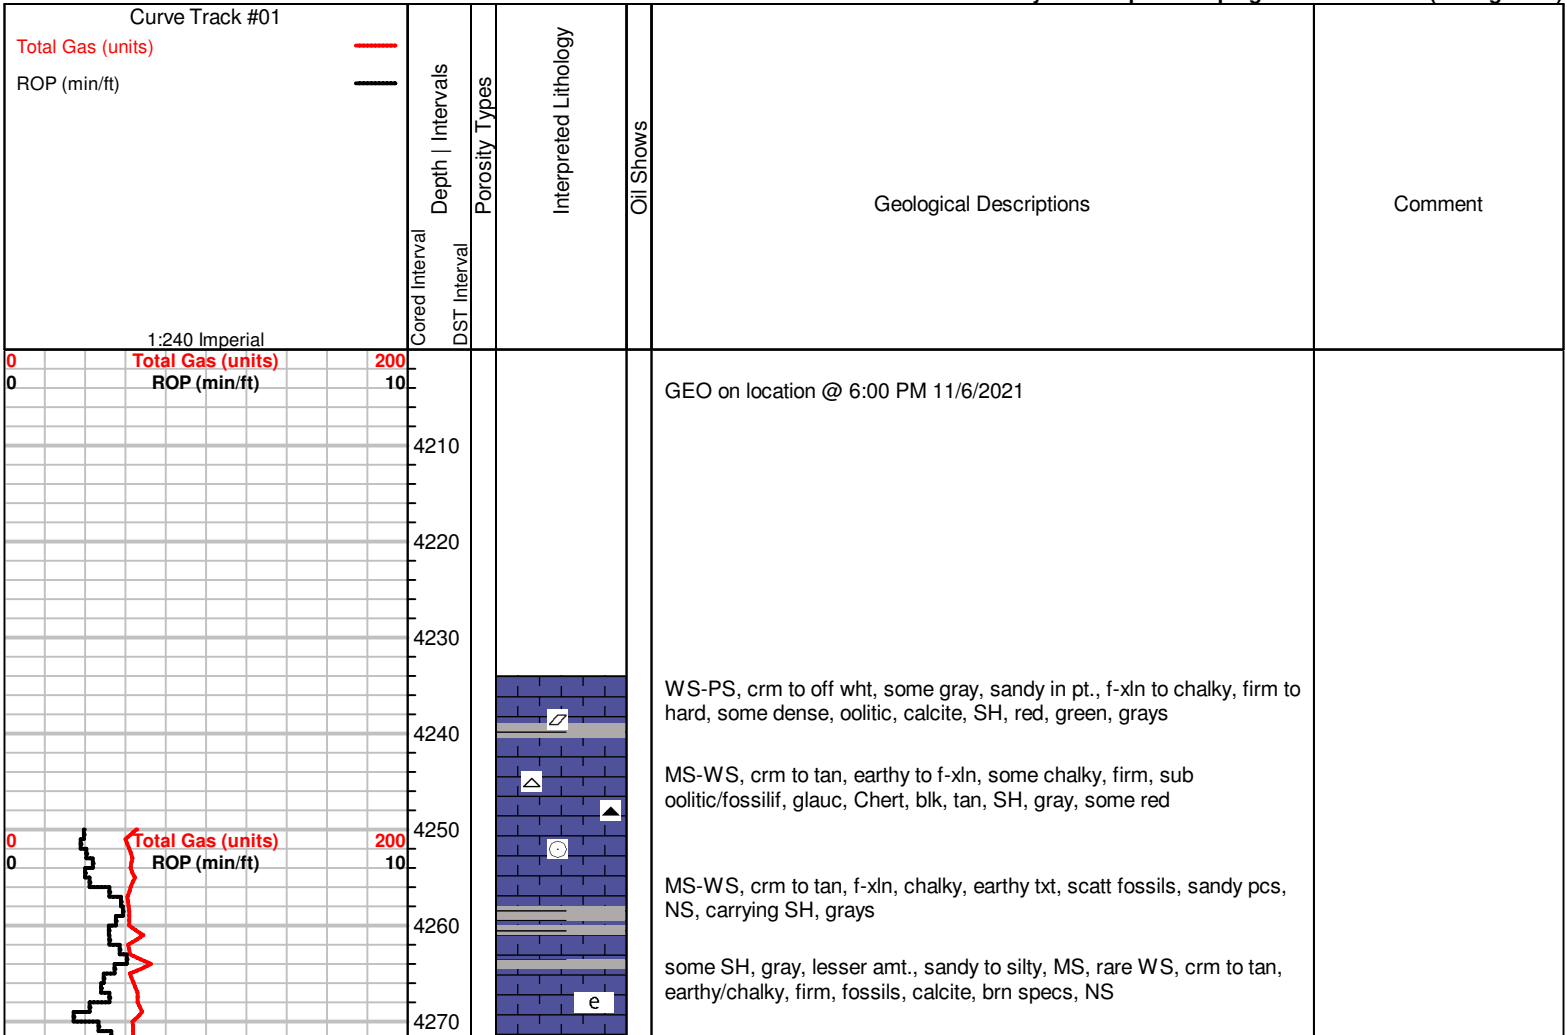 Curve Track #01
Total Gas (units)
ROP (min/ft)
1:240 Imperial
Cored Interval
Depth | Intervals
DST Interval
Porosity Types
Interpreted Lithology
Oil Shows
Geological Descriptions
Comment
0 Total Gas (units) 200
0 ROP (min/ft) 10
GEO on location @ 6:00 PM 11/6/2021
4210
4220
4230
WS-PS, crm to off wht, some gray, sandy in pt., f-xln to chalky, firm to
hard, some dense, oolitic, calcite, SH, red, green, grays
4240
MS-WS, crm to tan, earthy to f-xln, some chalky, firm, sub
oolitic/fossilif, glauc, Chert, blk, tan, SH, gray, some red
4250
0 Total Gas (units) 200
0 ROP (min/ft) 10
MS-WS, crm to tan, f-xln, chalky, earthy txt, scatt fossils, sandy pcs,
NS, carrying SH, grays
4260
some SH, gray, lesser amt., sandy to silty, MS, rare WS, crm to tan,
earthy/chalky, firm, fossils, calcite, brn specs, NS
e
4270